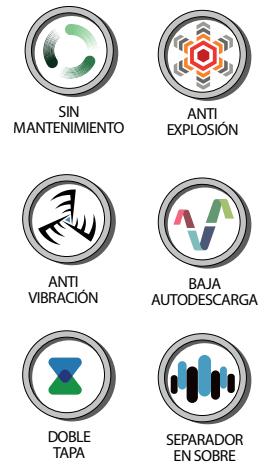 SIN
MANTENIMIENTO
ANTI
EXPLOSIÓN
ANTI
VIBRACIÓN
BAJA
AUTODESCARGA
DOBLE
TAPA
SEPARADOR
EN SOBRE